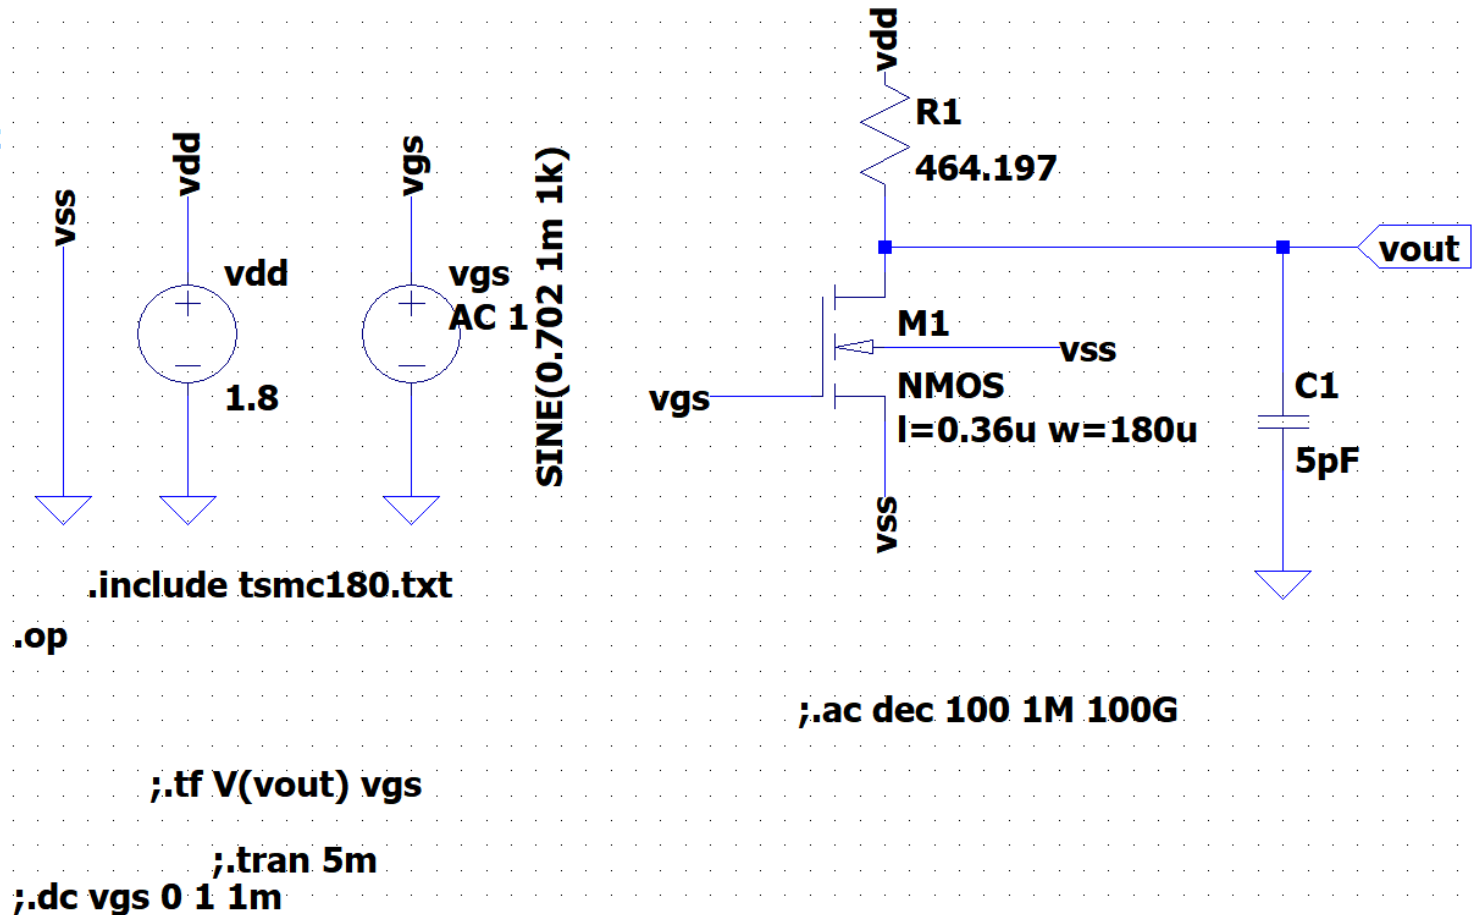 vss
vdd
vdd
1.8
vgs
vgs
AC 1
SINE(0.702 1m 1k)
vdd
R1
464.197
vout
M1
vss
NMOS
l=0.36u w=180u
vgs
vss
C1
5pF
.include tsmc180.txt
.op
;.ac dec 100 1M 100G
;.tf V(vout) vgs
;.tran 5m
;.dc vgs 0 1 1m